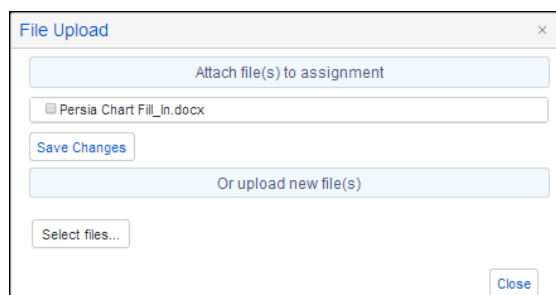 File Upload ×
Attach file(s) to assignment
Persia Chart Fill_In.docx
Save Changes
Or upload new file(s)
Select files...
Close